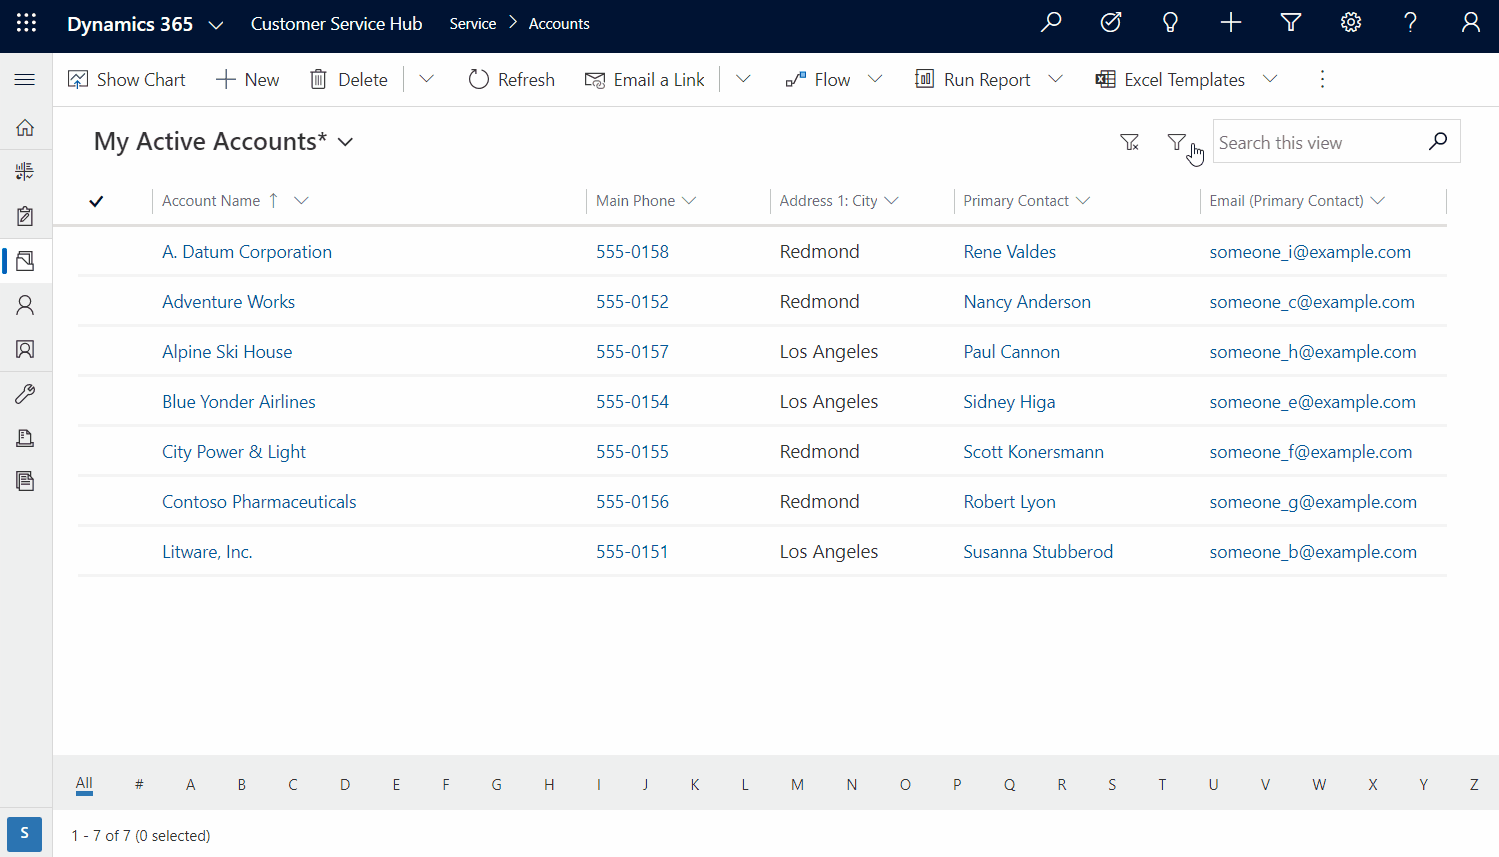 Dynamics 365 Customer Service Hub Service > Accounts
Show Chart New Delete Refresh Email a Link Flow Run Report Excel Templates
My Active Accounts*
Search this view
Account Name Main Phone Address 1: City Primary Contact Email (Primary Contact)
A. Datum Corporation 555-0158 Redmond Rene Valdes someone_i@example.com
Adventure Works 555-0152 Redmond Nancy Anderson someone_c@example.com
Alpine Ski House 555-0157 Los Angeles Paul Cannon someone_h@example.com
Blue Yonder Airlines 555-0154 Los Angeles Sidney Higa someone_e@example.com
City Power & Light 555-0155 Redmond Scott Konersmann someone_f@example.com
Contoso Pharmaceuticals 555-0156 Redmond Robert Lyon someone_g@example.com
Litware, Inc. 555-0151 Los Angeles Susanna Stubberod someone_b@example.com
All # A B C D E F G H I J K L M N O P Q R S T U V W X Y Z
S
1 - 7 of 7 (0 selected)